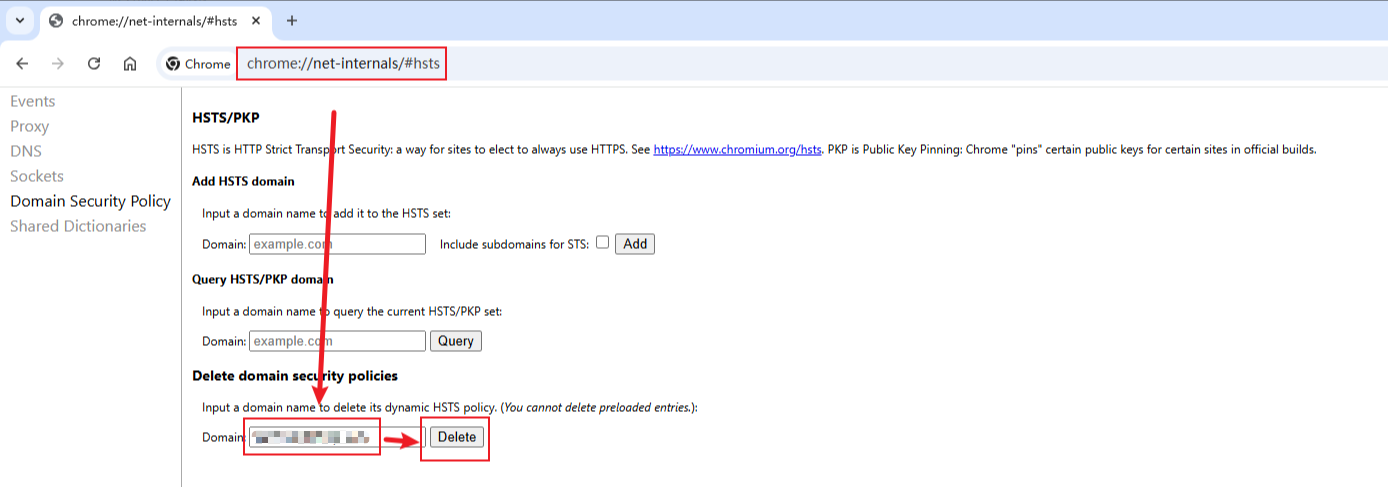 chrome://net-internals/#hsts
Chrome
chrome://net-internals/#hsts
Events
Proxy
DNS
Sockets
Domain Security Policy
Shared Dictionaries
HSTS/PKP
HSTS is HTTP Strict Transport Security: a way for sites to elect to always use HTTPS. See https://www.chromium.org/hsts. PKP is Public Key Pinning: Chrome "pins" certain public keys for certain sites in official builds.
Add HSTS domain
Input a domain name to add it to the HSTS set:
Domain: example.com Include subdomains for STS: Add
Query HSTS/PKP domain
Input a domain name to query the current HSTS/PKP set:
Domain: example.com Query
Delete domain security policies
Input a domain name to delete its dynamic HSTS policy. (You cannot delete preloaded entries.):
Domain: Delete